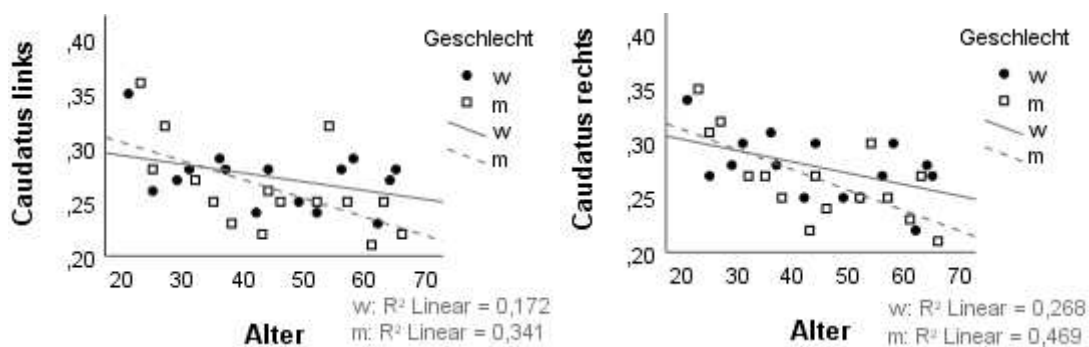 Caudatus links
,40
,35
,30
,25
,20
20 30 40 50 60 70
Alter
Geschlecht
w
m
w
m
w: R² Linear = 0,172
m: R² Linear = 0,341
Caudatus rechts
,40
,35
,30
,25
,20
20 30 40 50 60 70
Alter
Geschlecht
w
m
w
m
w: R² Linear = 0,268
m: R² Linear = 0,469